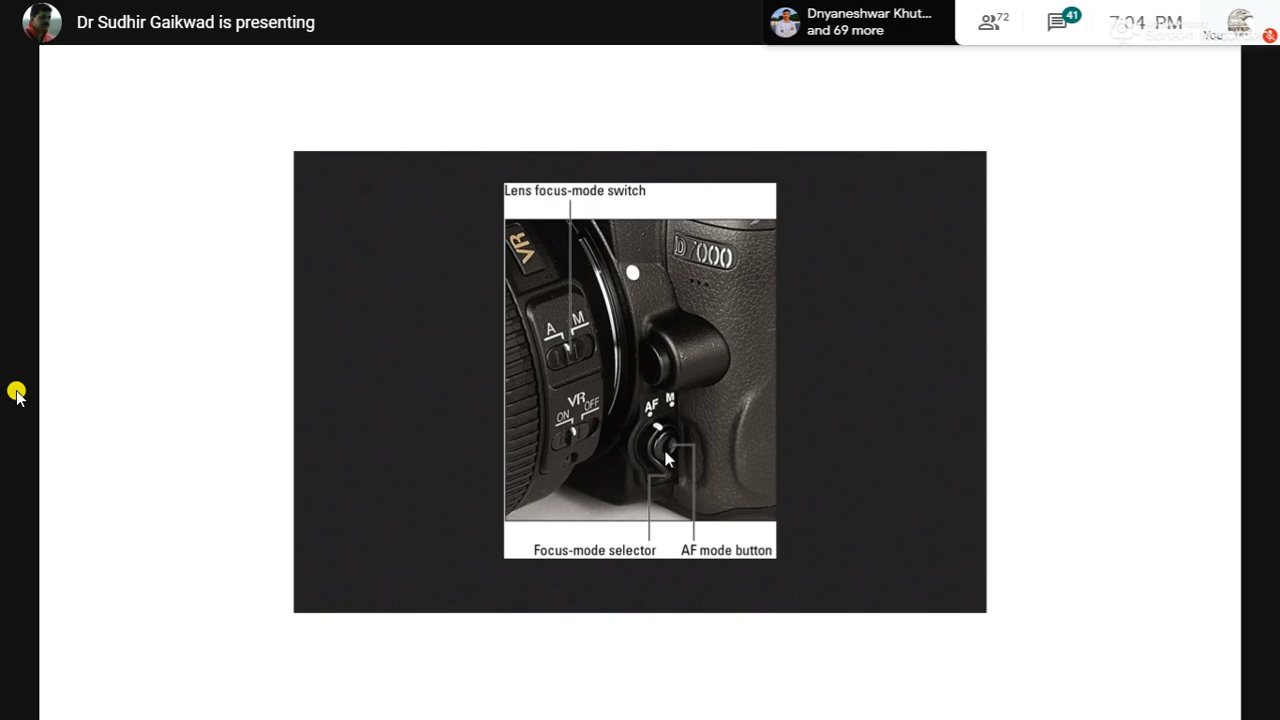 Dr Sudhir Gaikwad is presenting
Dnyaneshwar Khut...
and 69 more
72
41
7:04 PM
You
Lens focus-mode switch
VR
D7000
A M
VR
ON OFF
AF M
Focus-mode selector
AF mode button